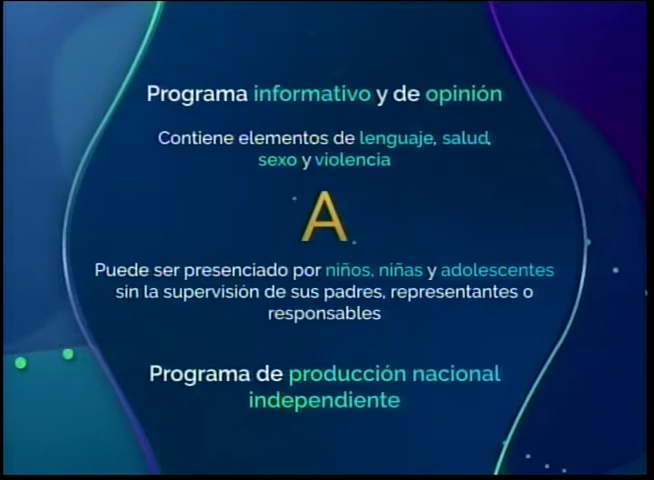 Programa informativo y de opinión
Contiene elementos de lenguaje, salud,
sexo y violencia
A
Puede ser presenciado por niños, niñas y adolescentes
sin la supervisión de sus padres, representantes o
responsables
Programa de producción nacional
independiente